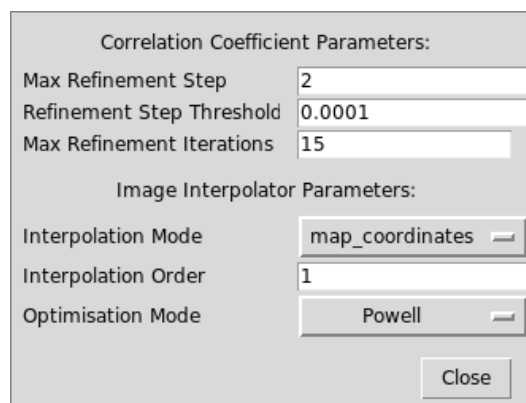 Correlation Coefficient Parameters:
Max Refinement Step 2
Refinement Step Threshold 0.0001
Max Refinement Iterations 15
Image Interpolator Parameters:
Interpolation Mode map_coordinates
Interpolation Order 1
Optimisation Mode Powell
Close